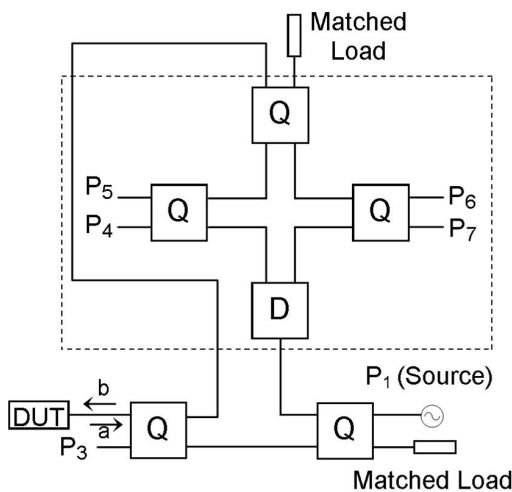 Matched
Load
Q
P5
P4
Q
Q
P6
P7
D
P1 (Source)
b
DUT
a
P3
Q
Q
Matched Load